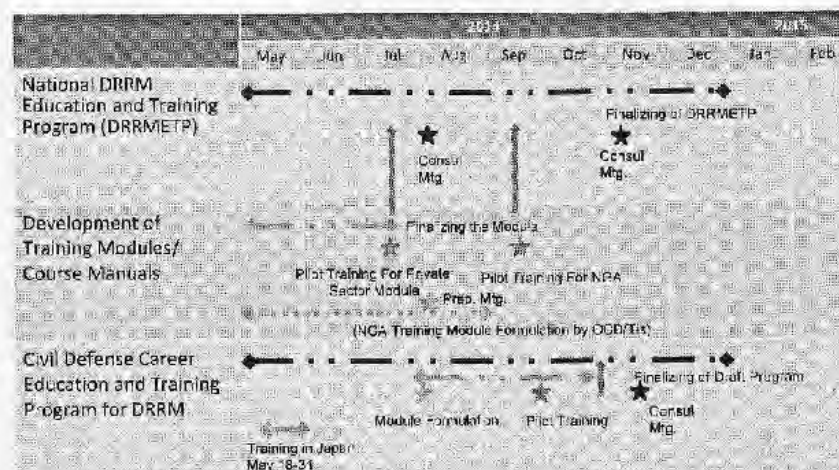 2014 2015
May Jun Jul Aug Sep Oct Nov Dec Jan Feb
National DRRM
Education and Training
Program (DRRMETP)
Finalizing of DRRMETP
Consul
Mtg.
Consul
Mtg.
Development of
Training Modules/
Course Manuals
Finalizing the Module
Pilot Training For Private
Sector Module
Pilot Training For NGA
Prep. Mtg.
(NGA Training Module Formulation by OCD/TIs)
Civil Defense Career
Education and Training
Program for DRRM
Finalizing of Draft Program
Module Formulation
Pilot Training
Consul
Mtg.
Training in Japan
May 18-31